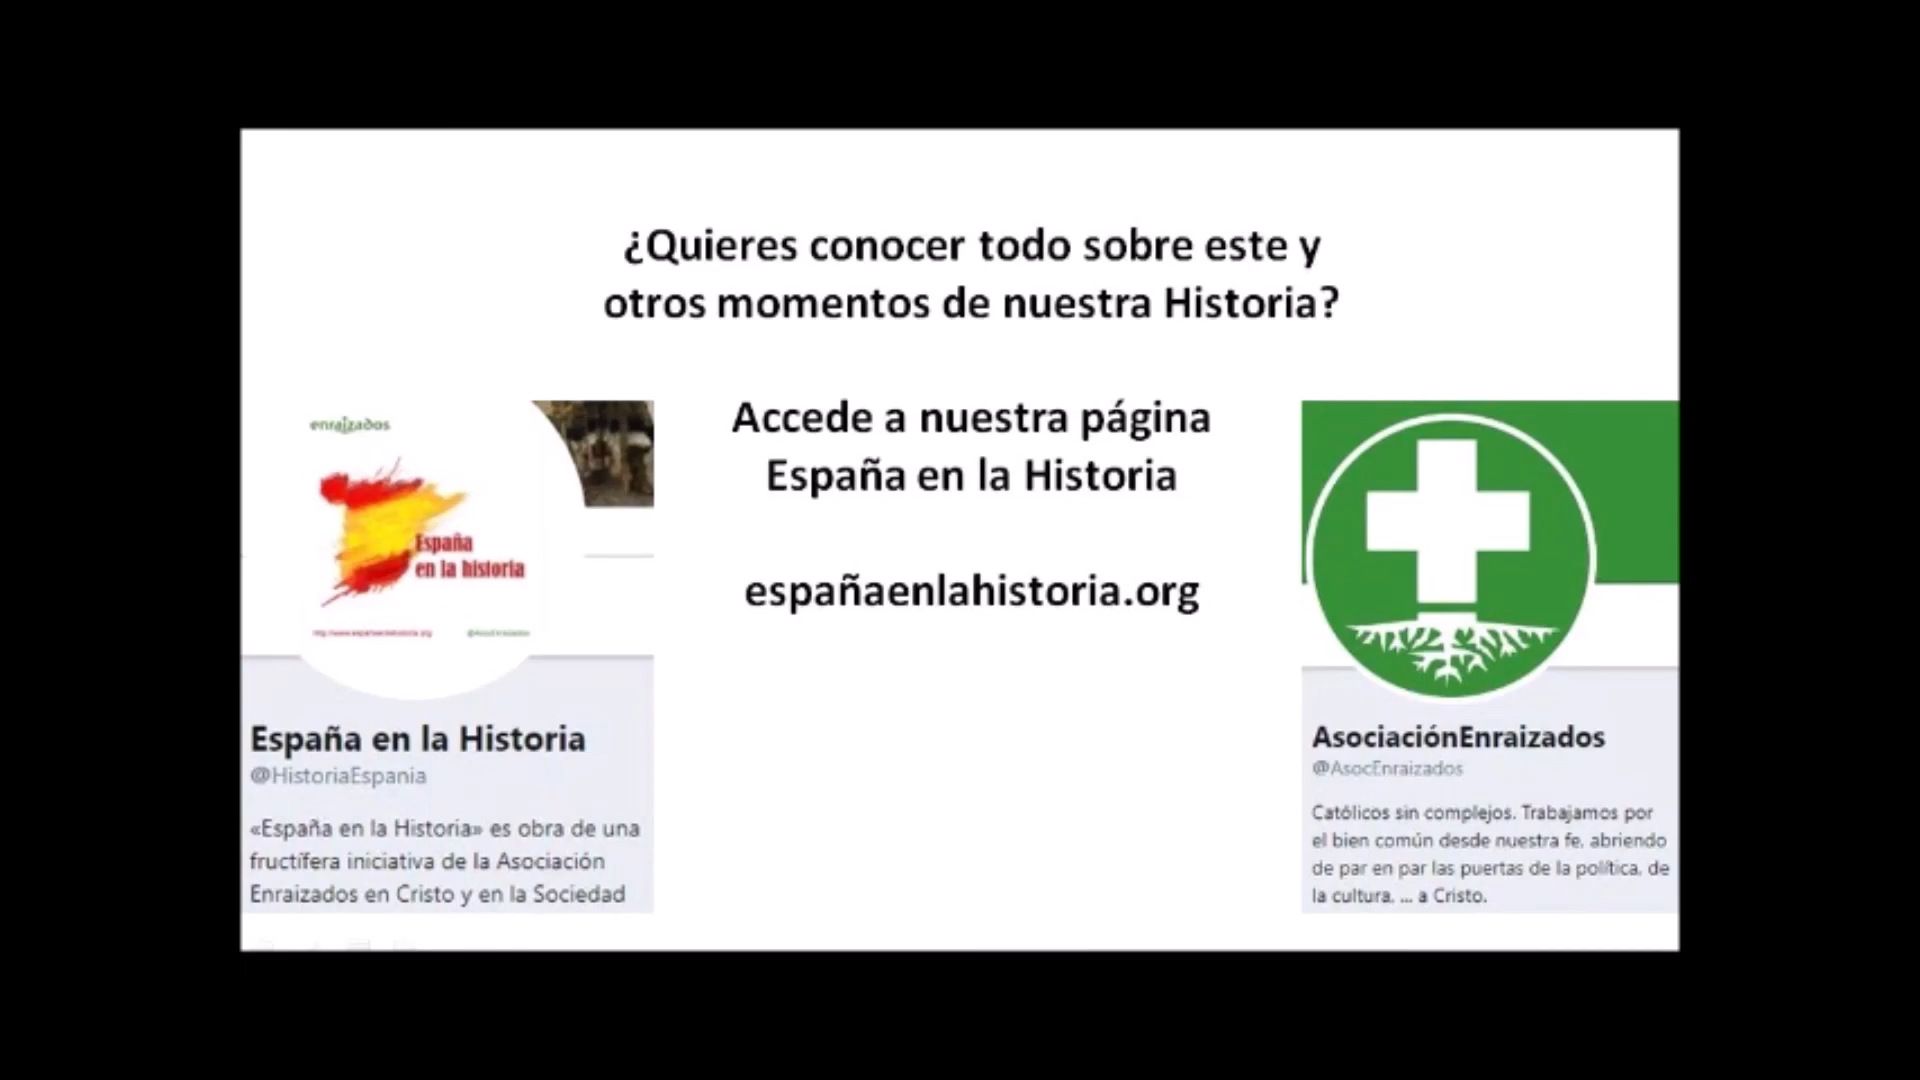 ¿Quieres conocer todo sobre este y
otros momentos de nuestra Historia?
Accede a nuestra página
España en la Historia
españaenlahistoria.org
enraizados
España
en la historia
España en la Historia
@HistoriaEspania
«España en la Historia» es obra de una
fructífera iniciativa de la Asociación
Enraizados en Cristo y en la Sociedad
AsociaciónEnraizados
@AsocEnraizados
Católicos sin complejos. Trabajamos por
el bien común desde nuestra fe, abriendo
de par en par las puertas de la política, de
la cultura, ... a Cristo.